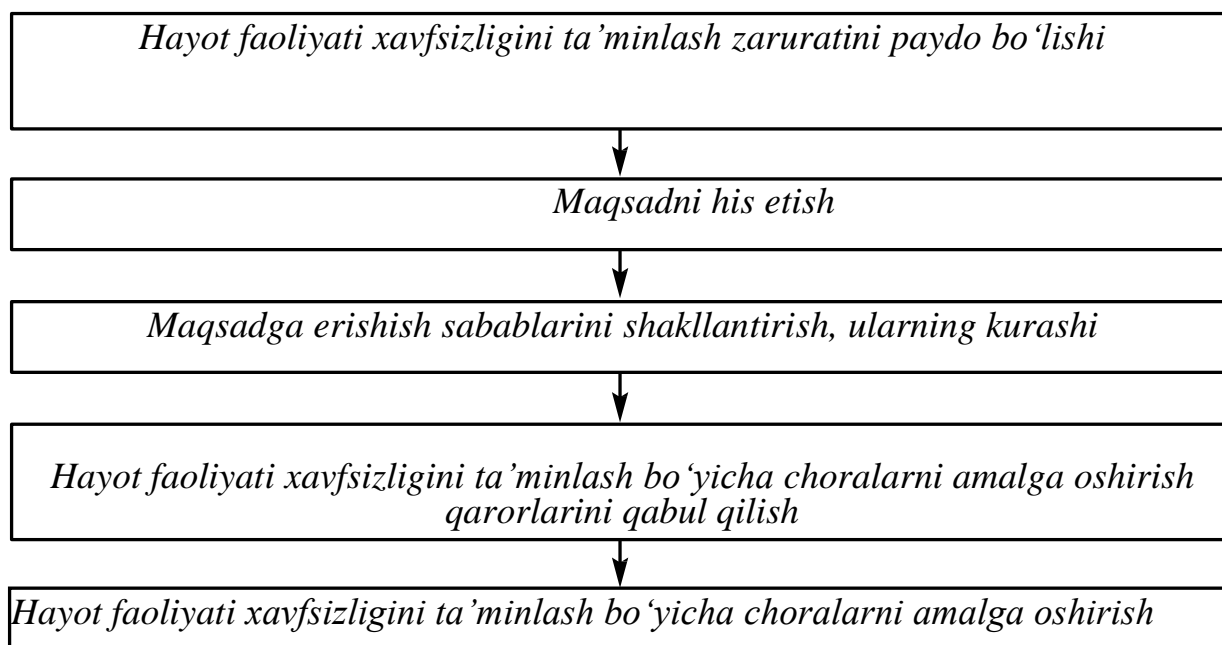 Hayot faoliyati xavfsizligini ta’minlash zaruratini paydo bo‘lishi
Maqsadni his etish
Maqsadga erishish sabablarini shakllantirish, ularning kurashi
Hayot faoliyati xavfsizligini ta’minlash bo‘yicha choralarni amalga oshirish
qarorlarini qabul qilish
Hayot faoliyati xavfsizligini ta’minlash bo‘yicha choralarni amalga oshirish